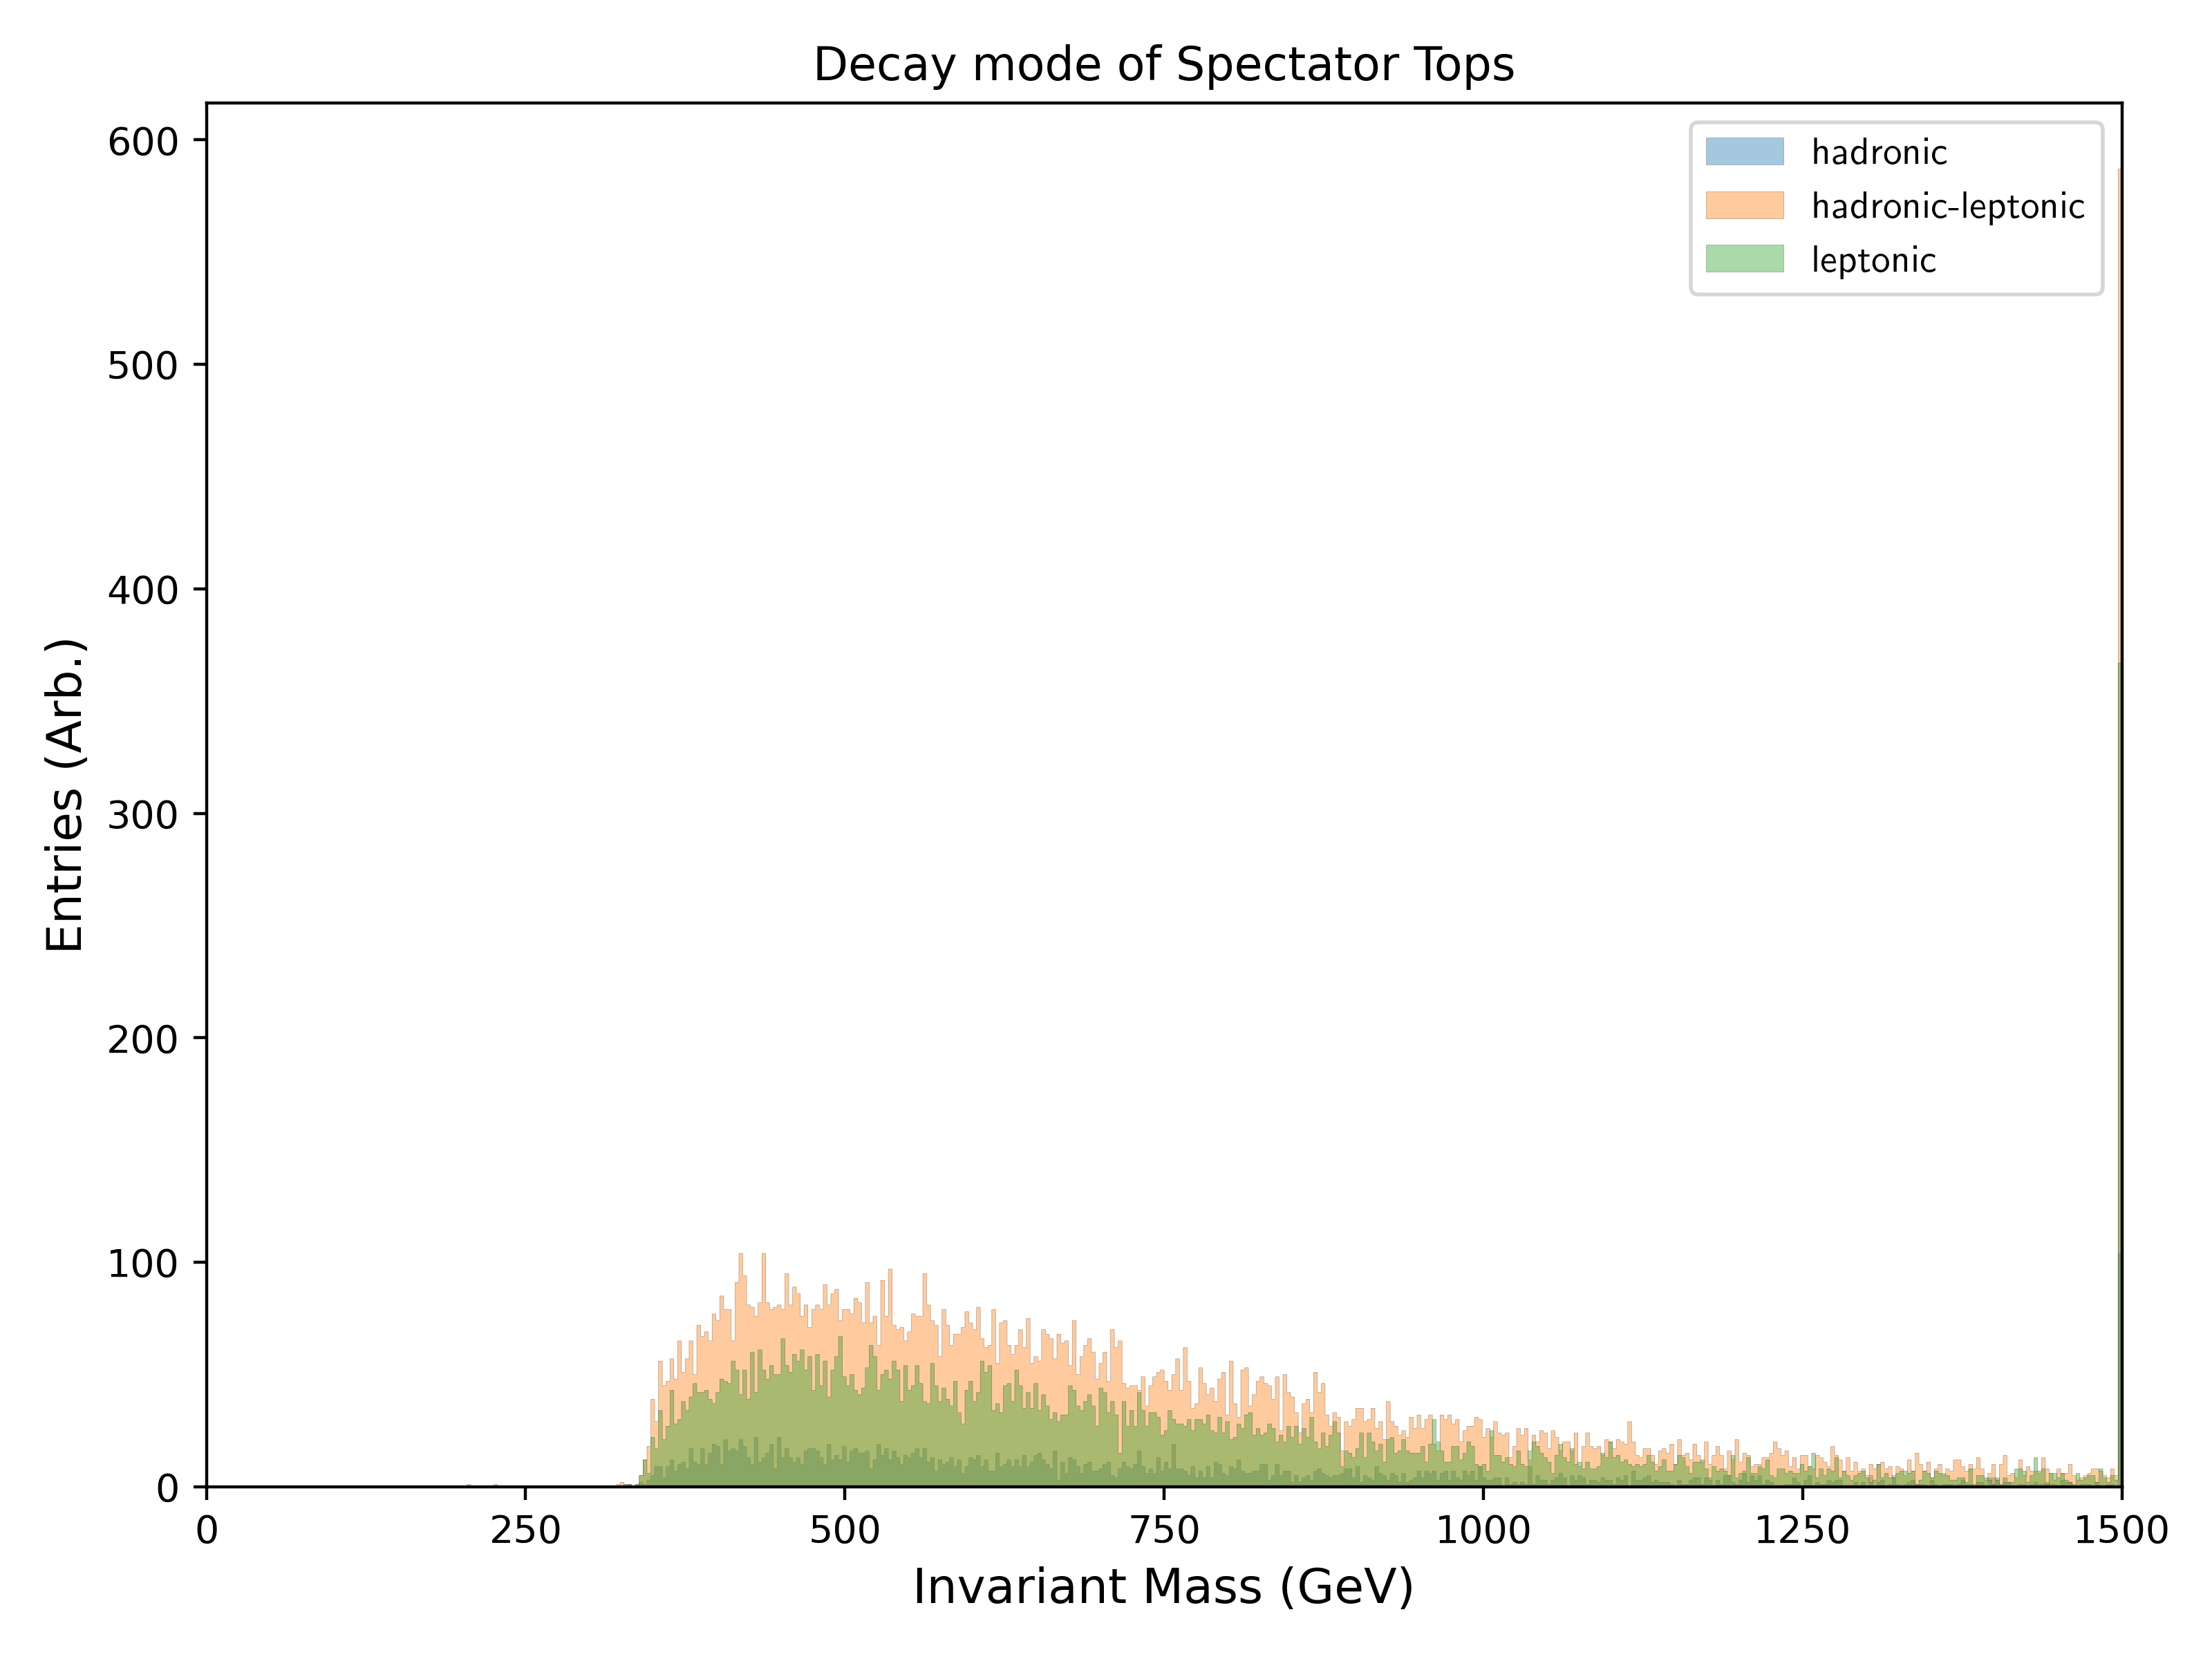 Decay mode of Spectator Tops
hadronic
hadronic-leptonic
leptonic
Entries (Arb.)
600
500
400
300
200
100
0
0 250 500 750 1000 1250 1500
Invariant Mass (GeV)